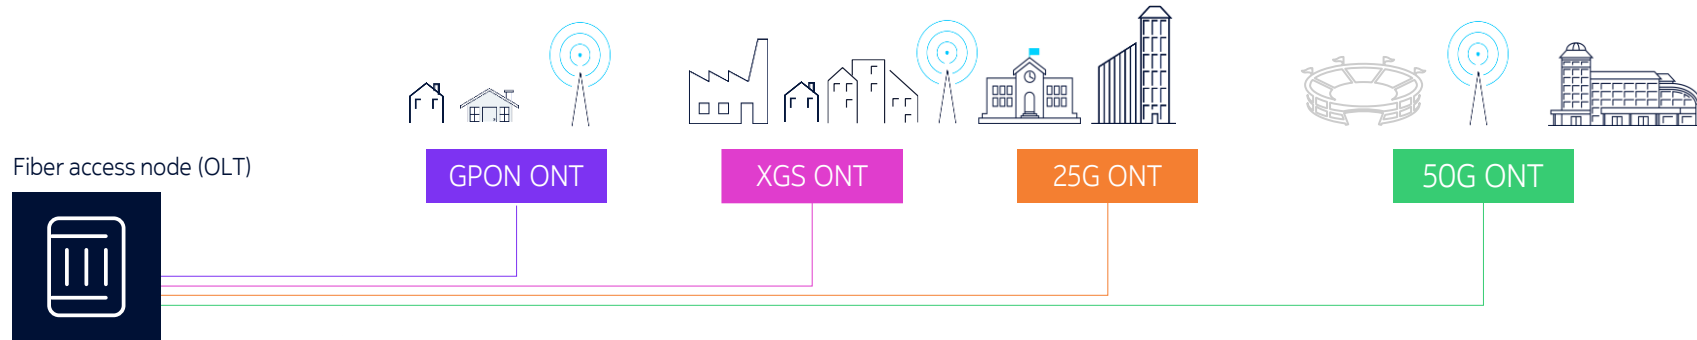 Fiber access node (OLT)
GPON ONT
XGS ONT
25G ONT
50G ONT